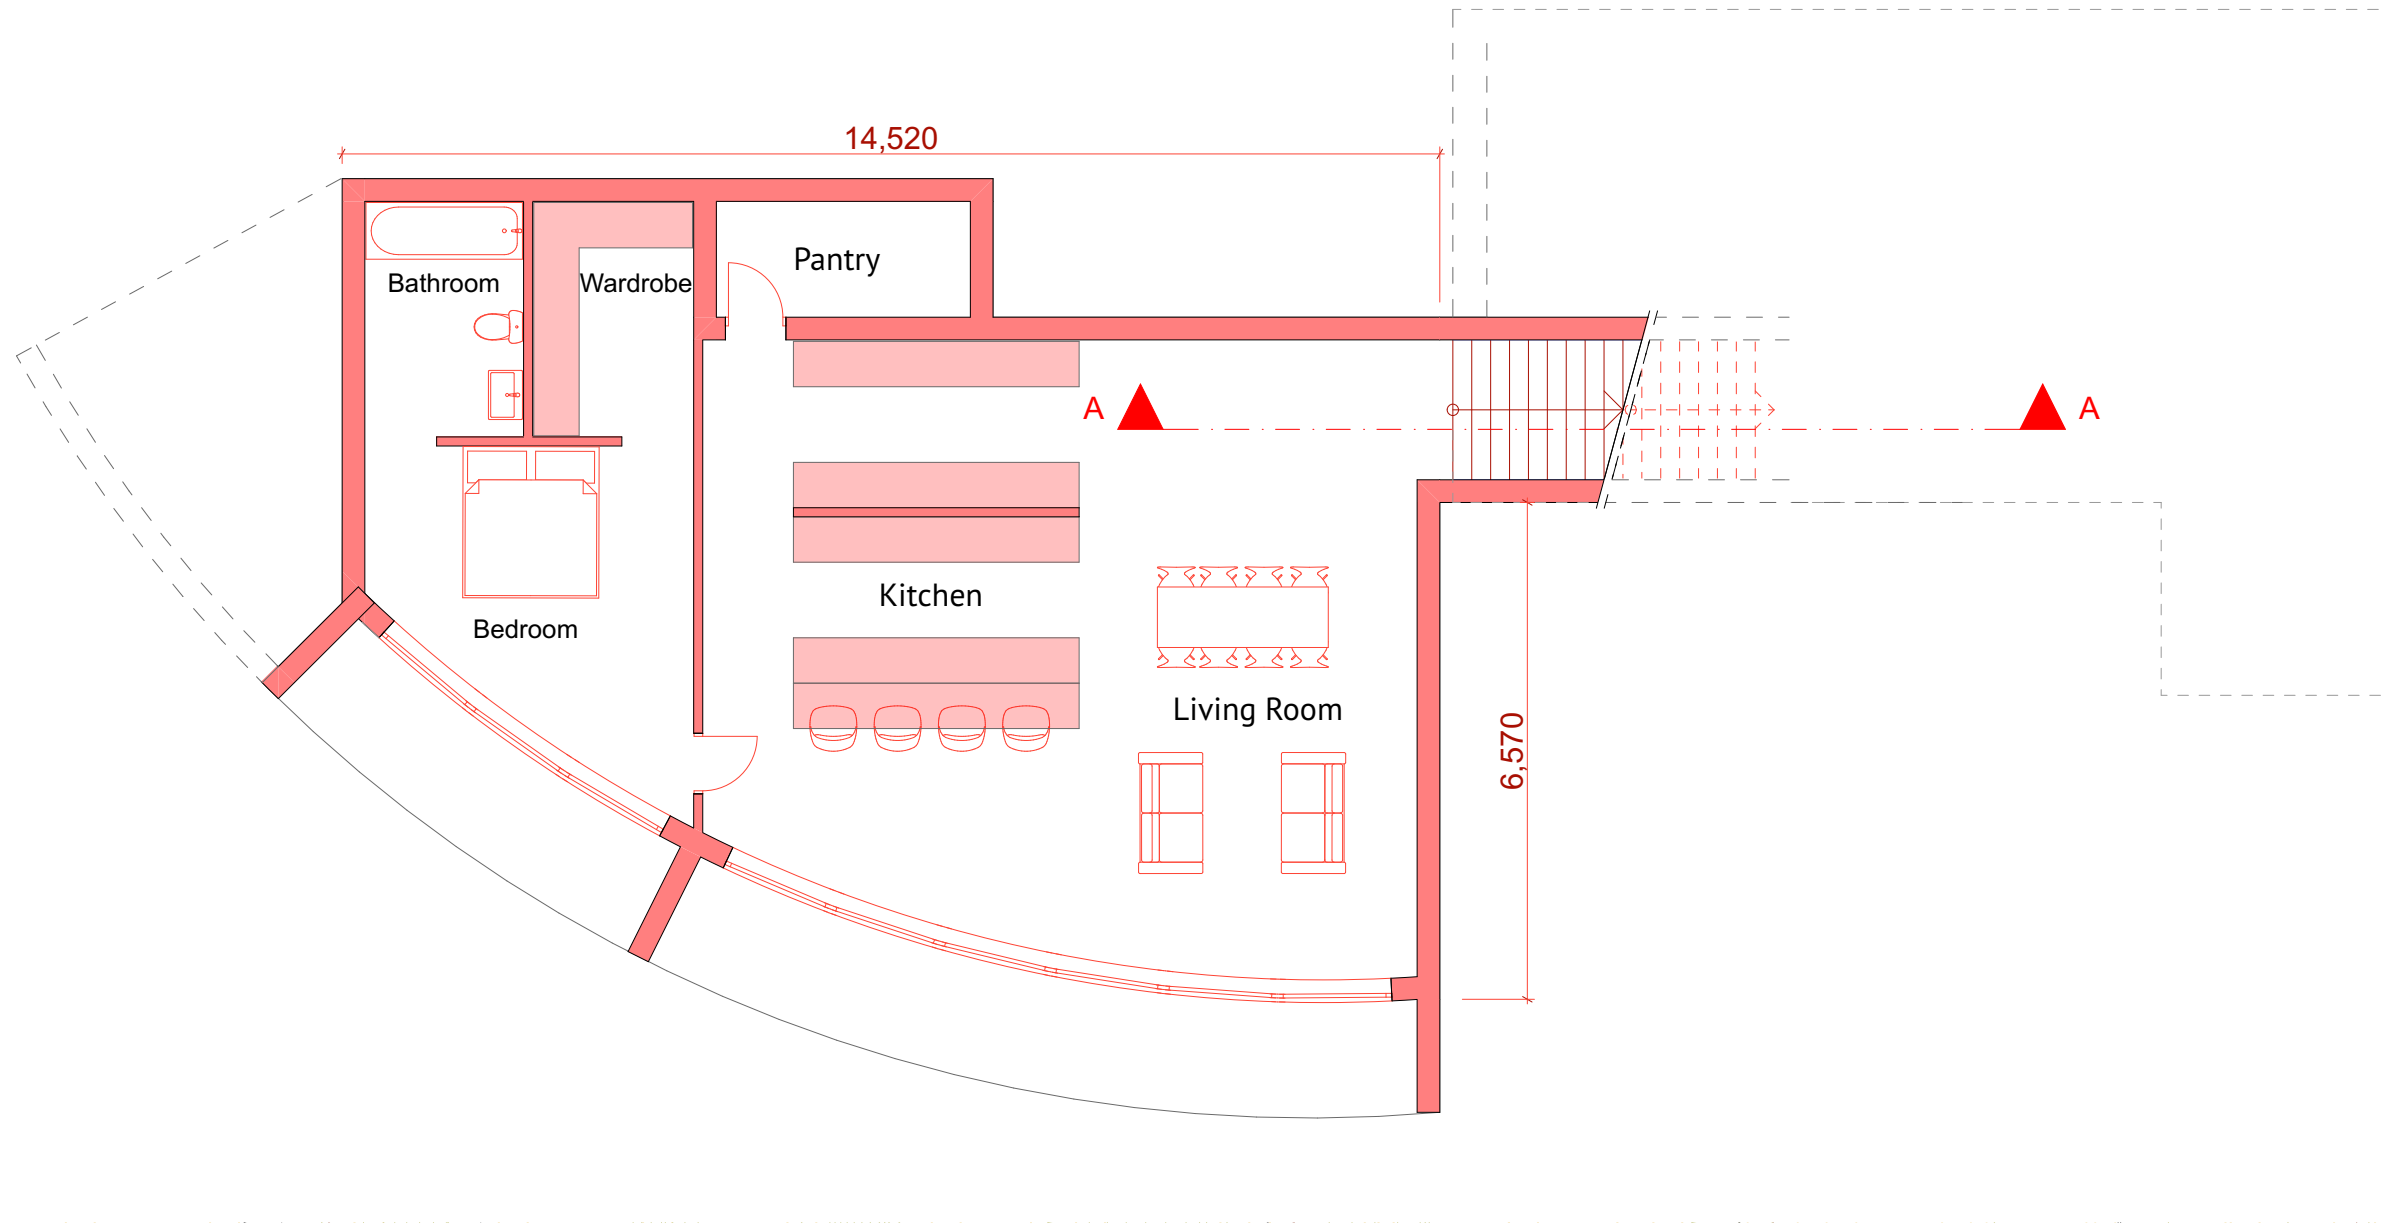 14,520
Pantry
Bathroom
Wardrobe
A
A
Kitchen
Bedroom
Living Room
6,570